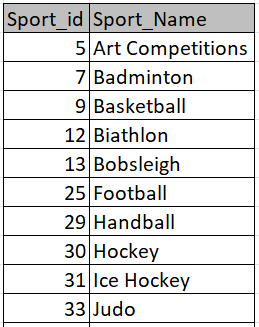 Sport_id Sport_Name
5 Art Competitions
7 Badminton
9 Basketball
12 Biathlon
13 Bobsleigh
25 Football
29 Handball
30 Hockey
31 Ice Hockey
33 Judo